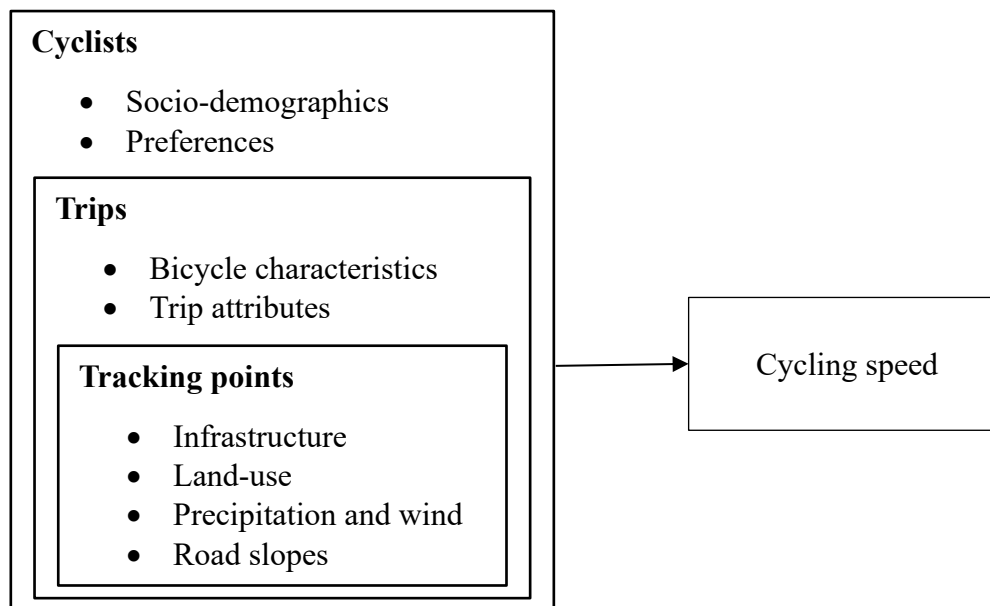 Cyclists
• Socio-demographics
• Preferences
Trips
• Bicycle characteristics
• Trip attributes
Tracking points
• Infrastructure
• Land-use
• Precipitation and wind
• Road slopes
Cycling speed